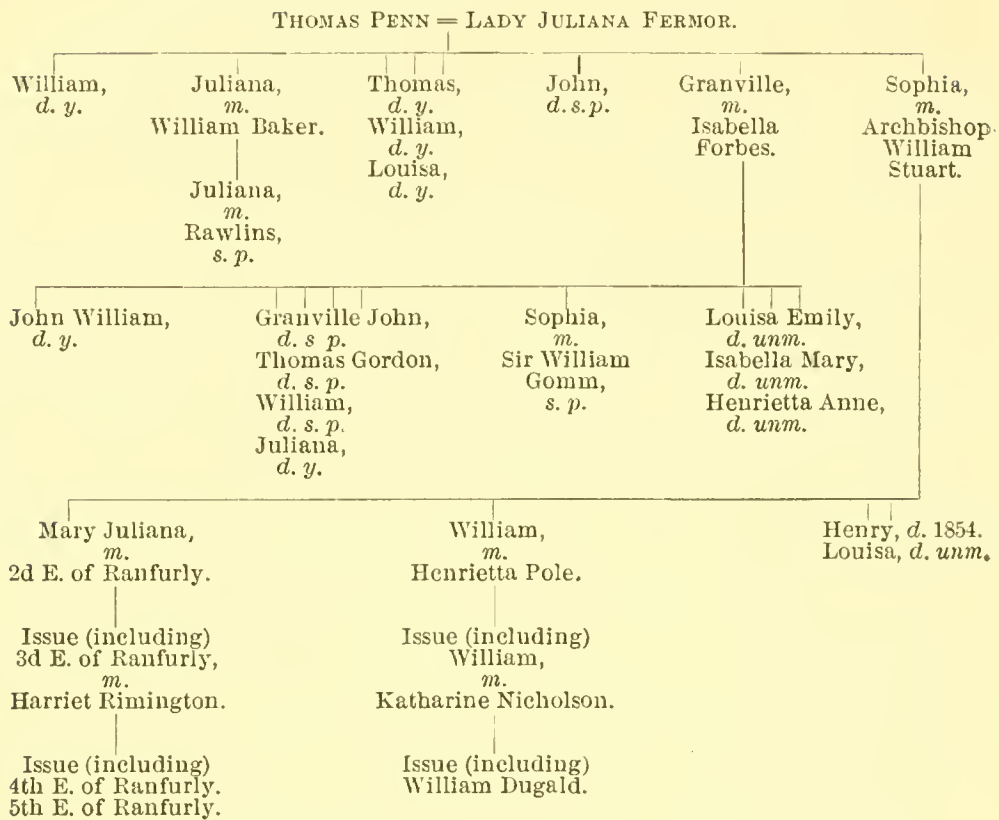 THOMAS PENN = LADY JULIANA FERMOR.
William,
d. y.
Juliana,
m.
William Baker.
Juliana,
m.
Rawlins,
s. p.
Thomas,
d. y.
William,
d. y.
Louisa,
d. y.
John,
d. s. p.
Granville,
m.
Isabella
Forbes.
Sophia,
m.
Archbishop
William
Stuart.
John William,
d. y.
Granville John,
d. s p.
Thomas Gordon,
d. s. p.
William,
d. s. p.
Juliana,
d. y.
Sophia,
m.
Sir William
Gomm,
s. p.
Louisa Emily,
d. unm.
Isabella Mary,
d. unm.
Henrietta Anne,
d. unm.
Mary Juliana,
m.
2d E. of Ranfurly.
Issue (including)
3d E. of Ranfurly,
m.
Harriet Rimington.
Issue (including)
4th E. of Ranfurly.
5th E. of Ranfurly.
William,
m.
Henrietta Pole.
Issue (including)
William,
m.
Katharine Nicholson.
Issue (including)
William Dugald.
Henry, d. 1854.
Louisa, d. unm.